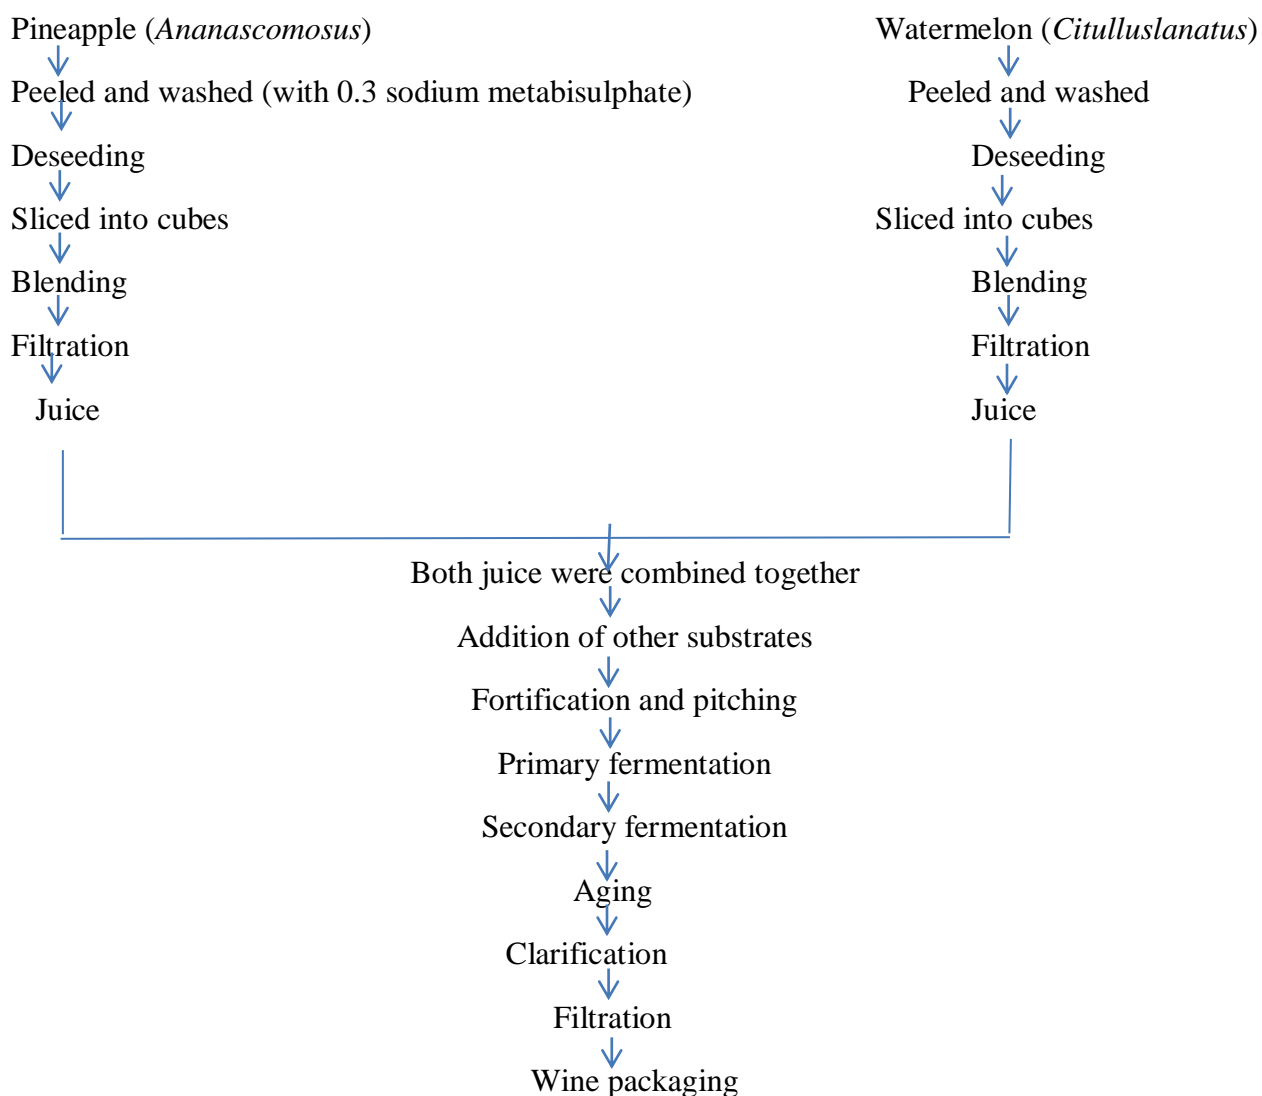 Pineapple (Ananascomosus)
Peeled and washed (with 0.3 sodium metabisulphate)
Deseeding
Sliced into cubes
Blending
Filtration
Juice
Watermelon (Citulluslanatus)
Peeled and washed
Deseeding
Sliced into cubes
Blending
Filtration
Juice
Both juice were combined together
Addition of other substrates
Fortification and pitching
Primary fermentation
Secondary fermentation
Aging
Clarification
Filtration
Wine packaging